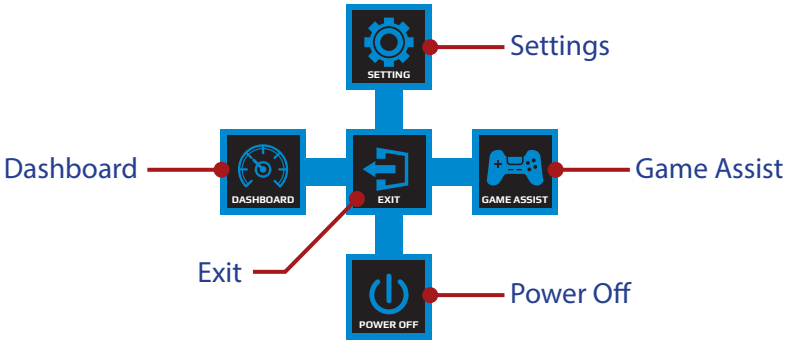 SETTING
Settings
Dashboard
DASHBOARD
EXIT
GAME ASSIST
Game Assist
Exit
POWER OFF
Power Off